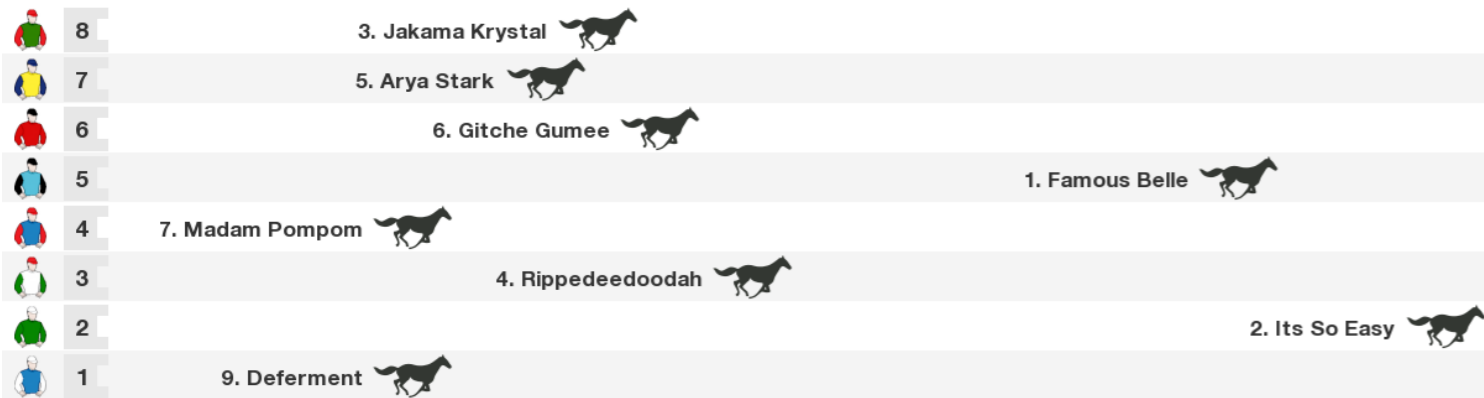 8 3. Jakama Krystal
7 5. Arya Stark
6 6. Gitche Gumee
5 1. Famous Belle
4 7. Madam Pompom
3 4. Rippedeedoodah
2 2. Its So Easy
1 9. Deferment